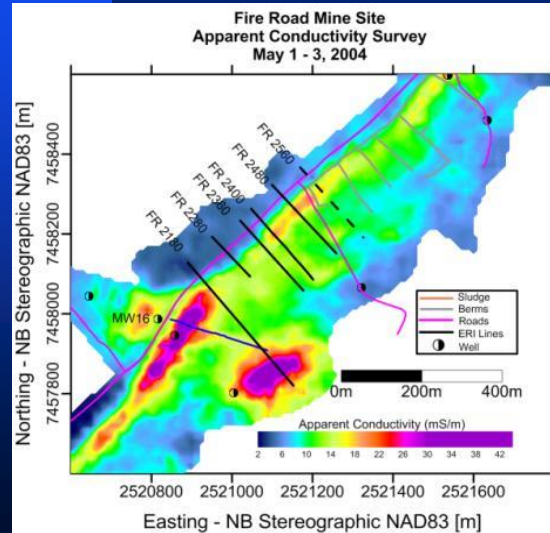 Fire Road Mine Site
Apparent Conductivity Survey
May 1 - 3, 2004
Northing - NB Stereographic NAD83 [m]
7458400
7458200
7458000
7457800
FR 2560
FR 2480
FR 2400
FR 2360
FR 2280
FR 2180
MW16
Sludge
Berms
Roads
ERI Lines
Well
0m 200m 400m
Apparent Conductivity (mS/m)
2 6 10 14 18 22 26 30 34 38 42
2520800 2521000 2521200 2521400 2521600
Easting - NB Stereographic NAD83 [m]